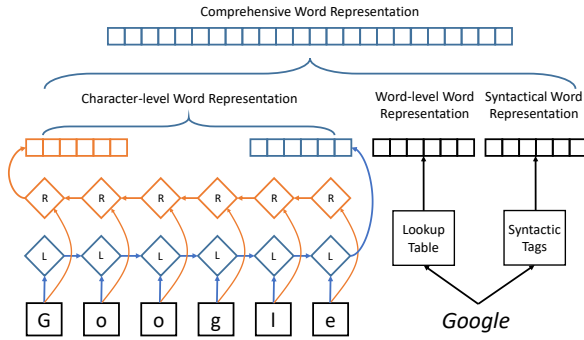 Comprehensive Word Representation
Character-level Word Representation
Word-level Word
Representation
Syntactical Word
Representation
R R R R R R
L L L L L L
Lookup
Table
Syntactic
Tags
G o o g l e
Google